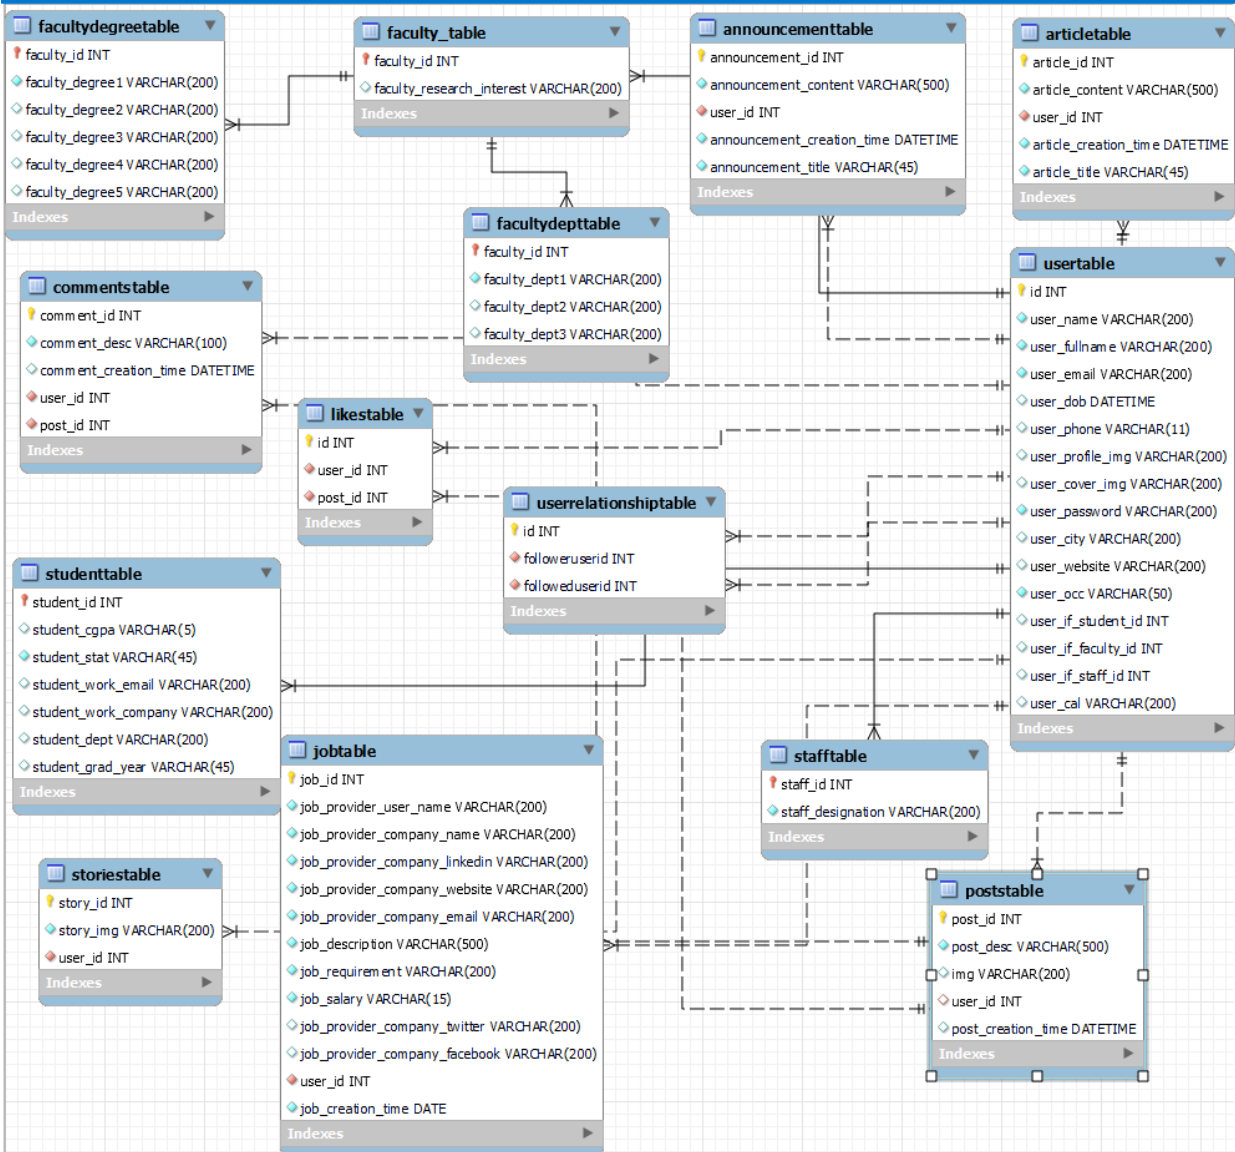 facultydegreetable
faculty_id INT
faculty_degree1 VARCHAR(200)
faculty_degree2 VARCHAR(200)
faculty_degree3 VARCHAR(200)
faculty_degree4 VARCHAR(200)
faculty_degree5 VARCHAR(200)
Indexes
faculty_table
faculty_id INT
faculty_research_interest VARCHAR(200)
Indexes
announcementtable
announcement_id INT
announcement_content VARCHAR(500)
user_id INT
announcement_creation_time DATETIME
announcement_title VARCHAR(45)
Indexes
articletable
article_id INT
article_content VARCHAR(500)
user_id INT
article_creation_time DATETIME
article_title VARCHAR(45)
Indexes
facultydepttable
faculty_id INT
faculty_dept1 VARCHAR(200)
faculty_dept2 VARCHAR(200)
faculty_dept3 VARCHAR(200)
Indexes
usertable
id INT
user_name VARCHAR(200)
user_fullname VARCHAR(200)
user_email VARCHAR(200)
user_dob DATETIME
user_phone VARCHAR(11)
user_profile_img VARCHAR(200)
user_cover_img VARCHAR(200)
user_password VARCHAR(200)
user_city VARCHAR(200)
user_website VARCHAR(200)
user_occ VARCHAR(50)
user_if_student_id INT
user_if_faculty_id INT
user_if_staff_id INT
user_cal VARCHAR(200)
Indexes
commentstable
comment_id INT
comment_desc VARCHAR(100)
comment_creation_time DATETIME
user_id INT
post_id INT
Indexes
likestable
id INT
user_id INT
post_id INT
Indexes
userrelationshiptable
id INT
followeruserid INT
followeduserid INT
Indexes
studenttable
student_id INT
student_cgpa VARCHAR(5)
student_stat VARCHAR(45)
student_work_email VARCHAR(200)
student_work_company VARCHAR(200)
student_dept VARCHAR(200)
student_grad_year VARCHAR(45)
Indexes
jobtable
job_id INT
job_provider_user_name VARCHAR(200)
job_provider_company_name VARCHAR(200)
job_provider_company_linkedin VARCHAR(200)
job_provider_company_website VARCHAR(200)
job_provider_company_email VARCHAR(200)
job_description VARCHAR(500)
job_requirement VARCHAR(200)
job_salary VARCHAR(15)
job_provider_company_twitter VARCHAR(200)
job_provider_company_facebook VARCHAR(200)
user_id INT
job_creation_time DATE
Indexes
stafftable
staff_id INT
staff_designation VARCHAR(200)
Indexes
storiestable
story_id INT
story_img VARCHAR(200)
user_id INT
Indexes
poststable
post_id INT
post_desc VARCHAR(500)
img VARCHAR(200)
user_id INT
post_creation_time DATETIME
Indexes